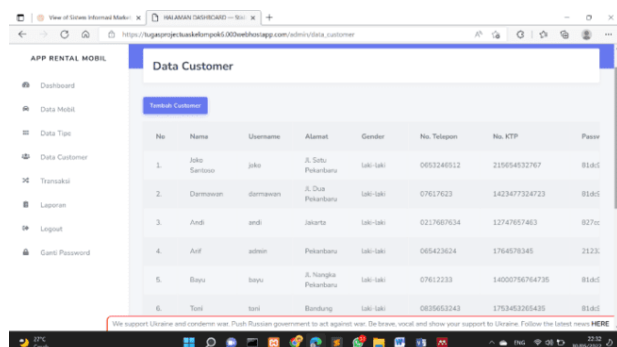 View of Sistem Informasi Market
HALAMAN DASHBOARD
https://tugasprojectuaskelompok5.000webhostapp.com/admin/data_customer
APP RENTAL MOBIL
Dashboard
Data Mobil
Data Tipe
Data Customer
Transaksi
Laporan
Logout
Ganti Password
Data Customer
Tambah Customer
No Nama Username Alamat Gender No. Telepon No. KTP
1. Joko Santoso joko Jl. Satu Pekanbaru laki-laki 0653246512 215654532767
2. Darmawan darmawan Jl. Dua Pekanbaru laki-laki 07617623 1423477324723
3. Andi andi Jakarta laki-laki 0217687634 12747657463
4. Arif admin Pekanbaru laki-laki 065423624 1764578345
5. Bayu bayu Jl. Nangka Pekanbaru laki-laki 07612233 14000756764735
6. Toni toni Bandung laki-laki 0835653243 1753453265435
We support Ukraine and condemn war. Push Russian government to act against war. Be brave, vocal and show your support to Ukraine. Follow the latest news HERE
27°C
ENG
22:32